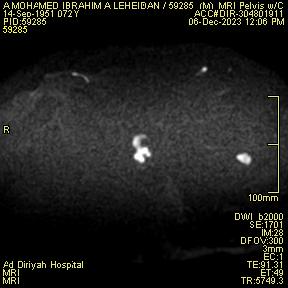 A MOHAMED IBRAHIM A LEHEIBAN / 59285 (M) MRI Pelvis w/C
14-Sep-1951 072Y ACC#DIR-304801911
PID:59285 06-Dec-2023 12:06 PM
59285
R
100mm
DWI_b2000
SE:1701
IM:28
DFOV:300
3mm
EC:1
Ad Diriyah Hospital TE:91.31
MRI ET:49
MRI TR:5749.3